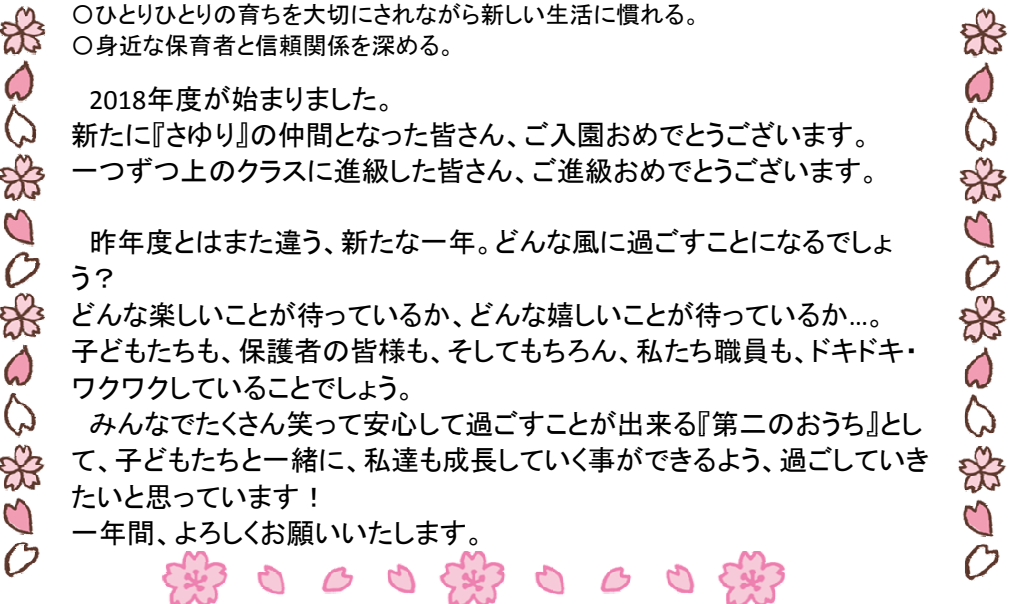 〇ひとりひとりの育ちを大切にされながら新しい生活に慣れる。
〇身近な保育者と信頼関係を深める。
2018年度が始まりました。
新たに『さゆり』の仲間となった皆さん、ご入園おめでとうございます。
一つずつ上のクラスに進級した皆さん、ご進級おめでとうございます。
昨年度とはまた違う、新たな一年。どんな風に過ごすことになるでしょ
う？
どんな楽しいことが待っているか、どんな嬉しいことが待っているか…。
子どもたちも、保護者の皆様も、そしてもちろん、私たち職員も、ドキドキ・
ワクワクしていることでしょう。
みんなでたくさん笑って安心して過ごすことが出来る『第二のおうち』とし
て、子どもたちと一緒に、私達も成長していく事ができるよう、過ごしていき
たいと思っています！
一年間、よろしくお願いいたします。